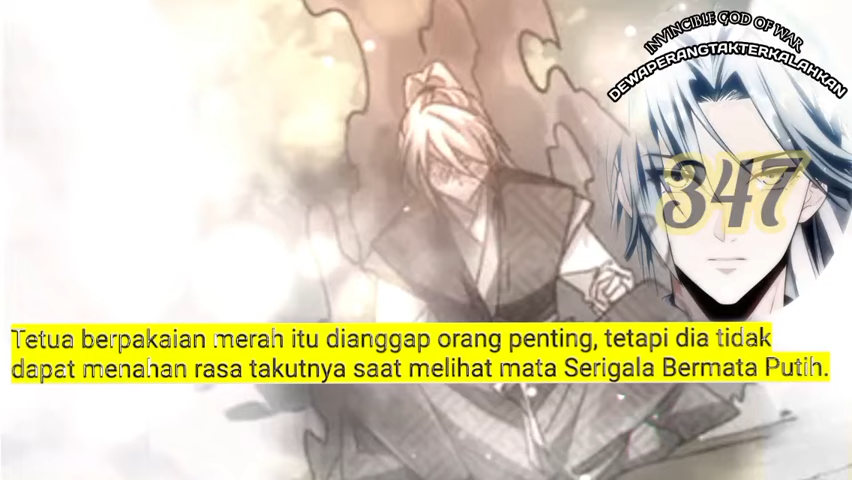 INVINCIBLE GOD OF WAR
DEWAPERANGTAKTERKALAHKAN
347
Tetua berpakaian merah itu dianggap orang penting, tetapi dia tidak
dapat menahan rasa takutnya saat melihat mata Serigala Bermata Putih.